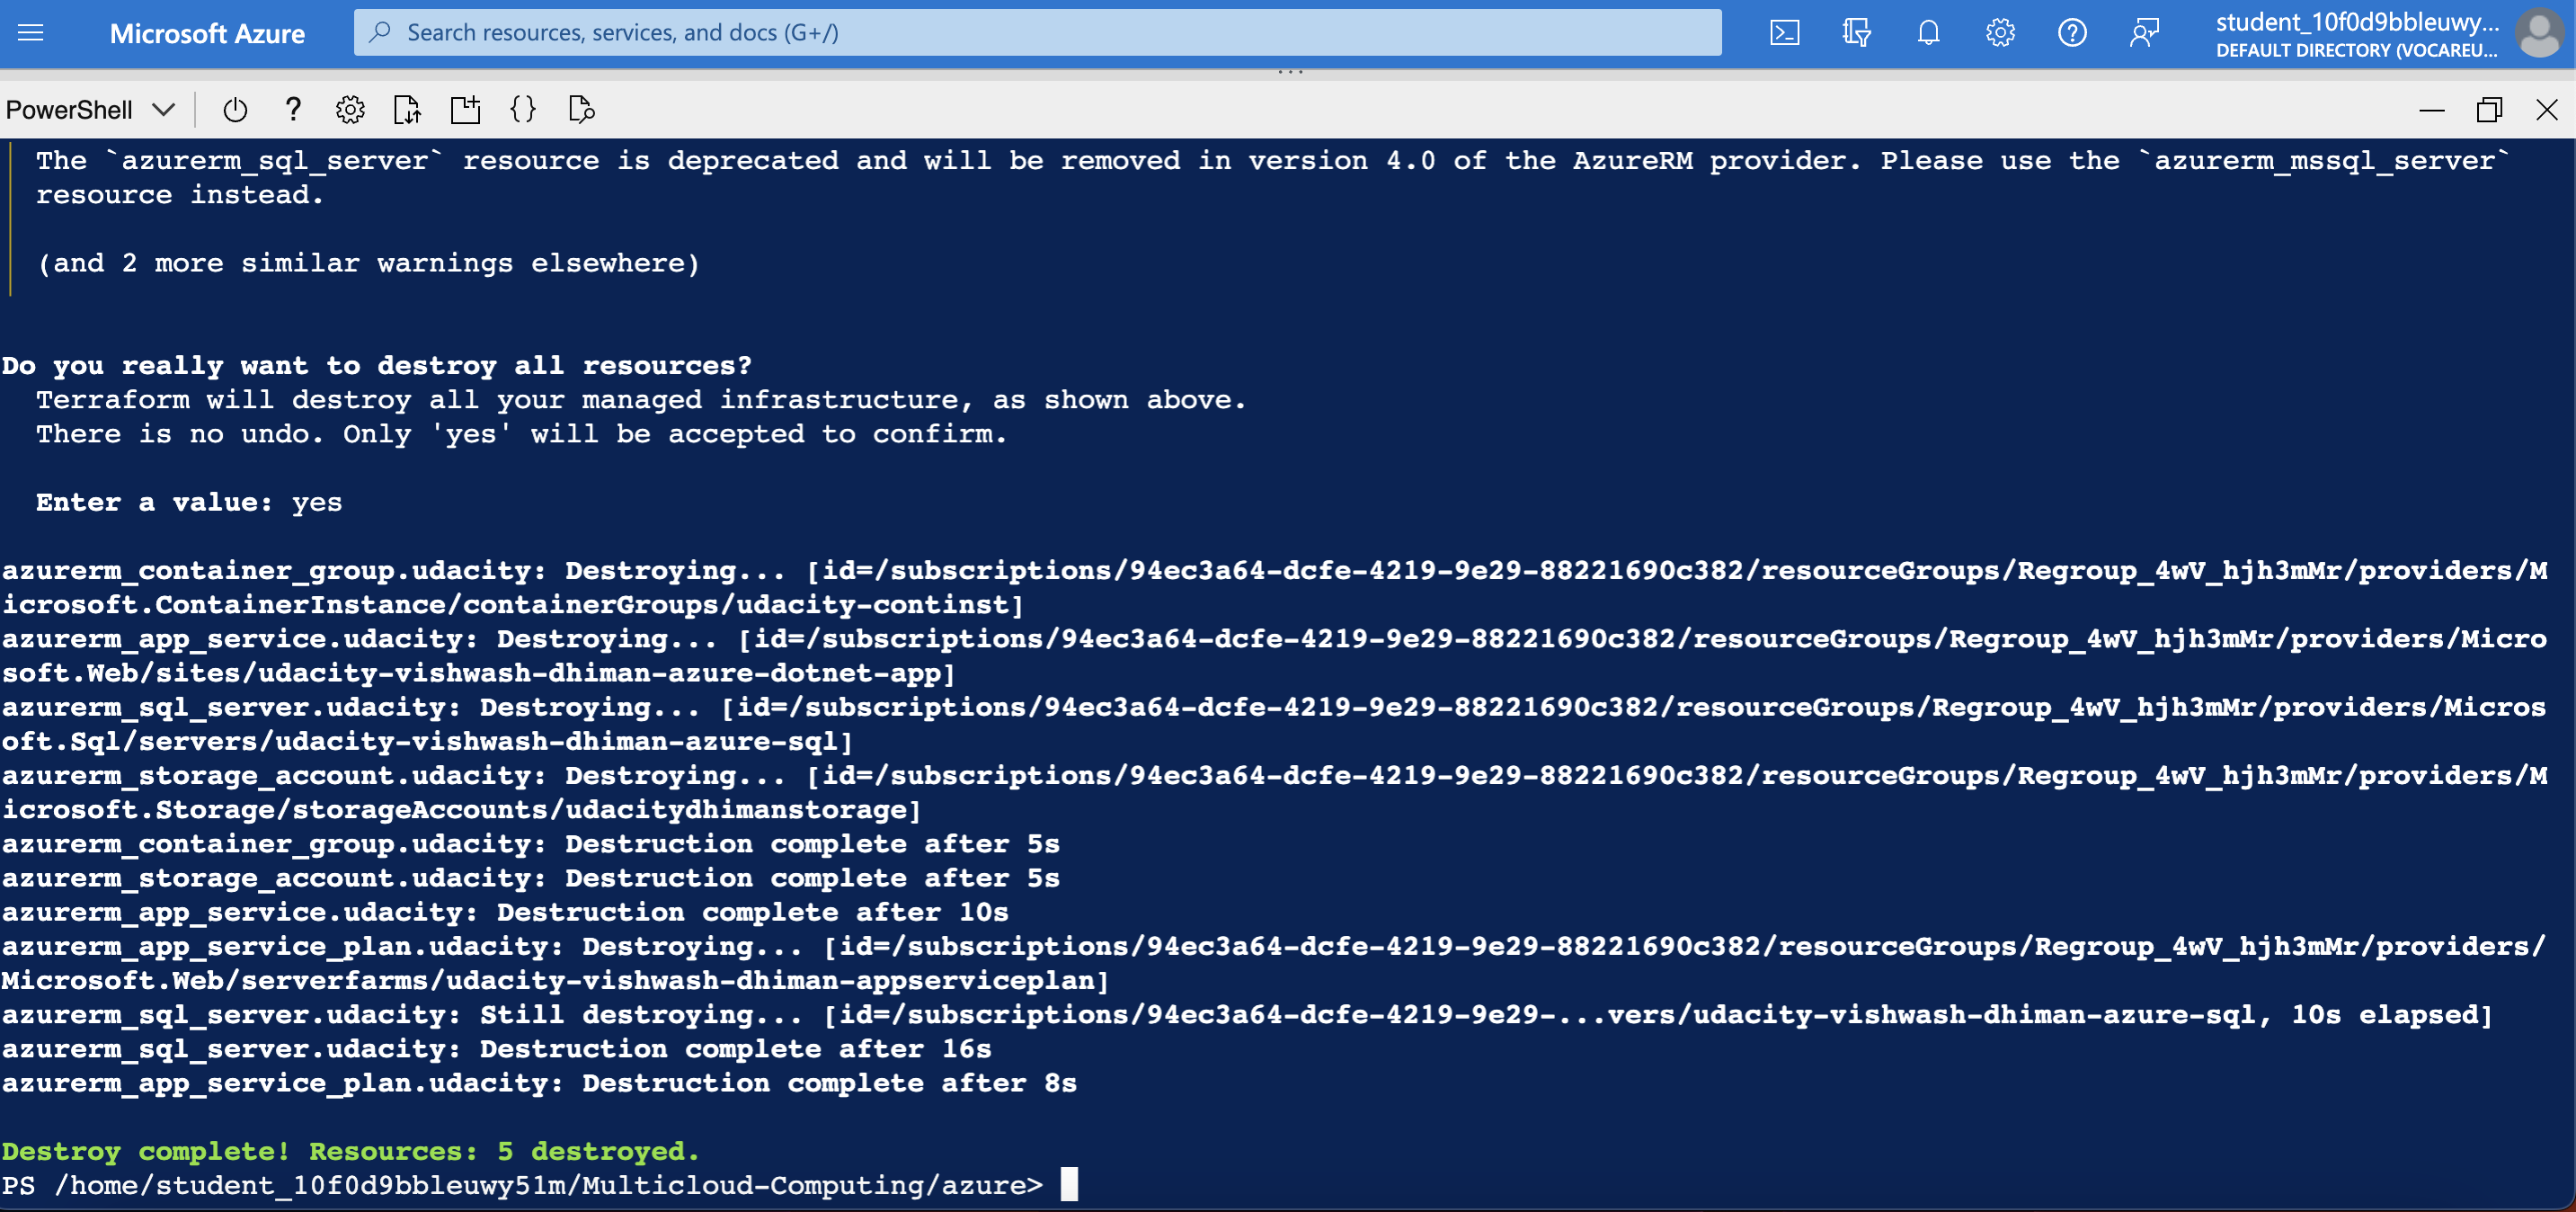 Microsoft Azure
Search resources, services, and docs (G+/)
student_10f0d9bbleuwy...
DEFAULT DIRECTORY (VOCAREU...
PowerShell
The `azurerm_sql_server` resource is deprecated and will be removed in version 4.0 of the AzureRM provider. Please use the `azurerm_mssql_server`
resource instead.
(and 2 more similar warnings elsewhere)
Do you really want to destroy all resources?
Terraform will destroy all your managed infrastructure, as shown above.
There is no undo. Only 'yes' will be accepted to confirm.
Enter a value: yes
azurerm_container_group.udacity: Destroying... [id=/subscriptions/94ec3a64-dcfe-4219-9e29-88221690c382/resourceGroups/Regroup_4wV_hjh3mMr/providers/M
icrosoft.ContainerInstance/containerGroups/udacity-continst]
azurerm_app_service.udacity: Destroying... [id=/subscriptions/94ec3a64-dcfe-4219-9e29-88221690c382/resourceGroups/Regroup_4wV_hjh3mMr/providers/Micro
soft.Web/sites/udacity-vishwash-dhiman-azure-dotnet-app]
azurerm_sql_server.udacity: Destroying... [id=/subscriptions/94ec3a64-dcfe-4219-9e29-88221690c382/resourceGroups/Regroup_4wV_hjh3mMr/providers/Micros
oft.Sql/servers/udacity-vishwash-dhiman-azure-sql]
azurerm_storage_account.udacity: Destroying... [id=/subscriptions/94ec3a64-dcfe-4219-9e29-88221690c382/resourceGroups/Regroup_4wV_hjh3mMr/providers/M
icrosoft.Storage/storageAccounts/udacitydhimanstorage]
azurerm_container_group.udacity: Destruction complete after 5s
azurerm_storage_account.udacity: Destruction complete after 5s
azurerm_app_service.udacity: Destruction complete after 10s
azurerm_app_service_plan.udacity: Destroying... [id=/subscriptions/94ec3a64-dcfe-4219-9e29-88221690c382/resourceGroups/Regroup_4wV_hjh3mMr/providers/
Microsoft.Web/serverfarms/udacity-vishwash-dhiman-appserviceplan]
azurerm_sql_server.udacity: Still destroying... [id=/subscriptions/94ec3a64-dcfe-4219-9e29-...vers/udacity-vishwash-dhiman-azure-sql, 10s elapsed]
azurerm_sql_server.udacity: Destruction complete after 16s
azurerm_app_service_plan.udacity: Destruction complete after 8s
Destroy complete! Resources: 5 destroyed.
PS /home/student_10f0d9bbleuwy51m/Multicloud-Computing/azure>